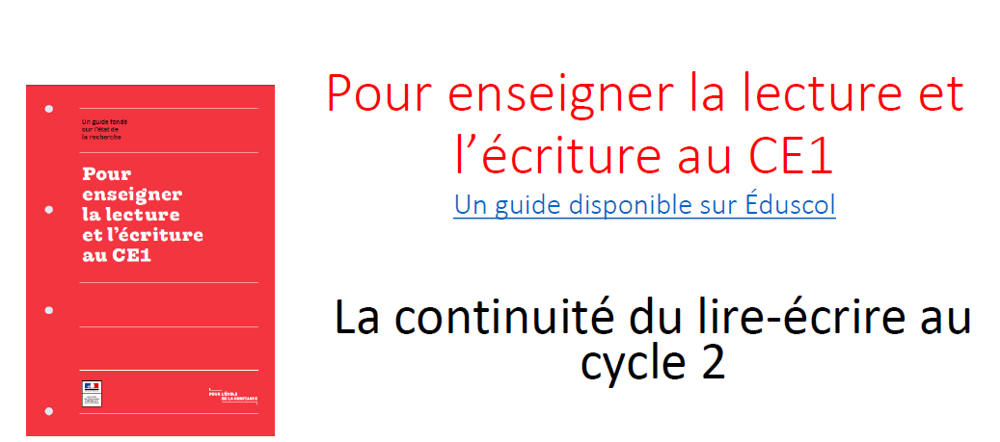 Un guide fondé
sur l'état de
la recherche
Pour
enseigner
la lecture
et l'écriture
au CE1
POUR L'ÉCOLE
DE LA CONFIANCE
Pour enseigner la lecture et
l'écriture au CE1
Un guide disponible sur Éduscol
La continuité du lire-écrire au
cycle 2